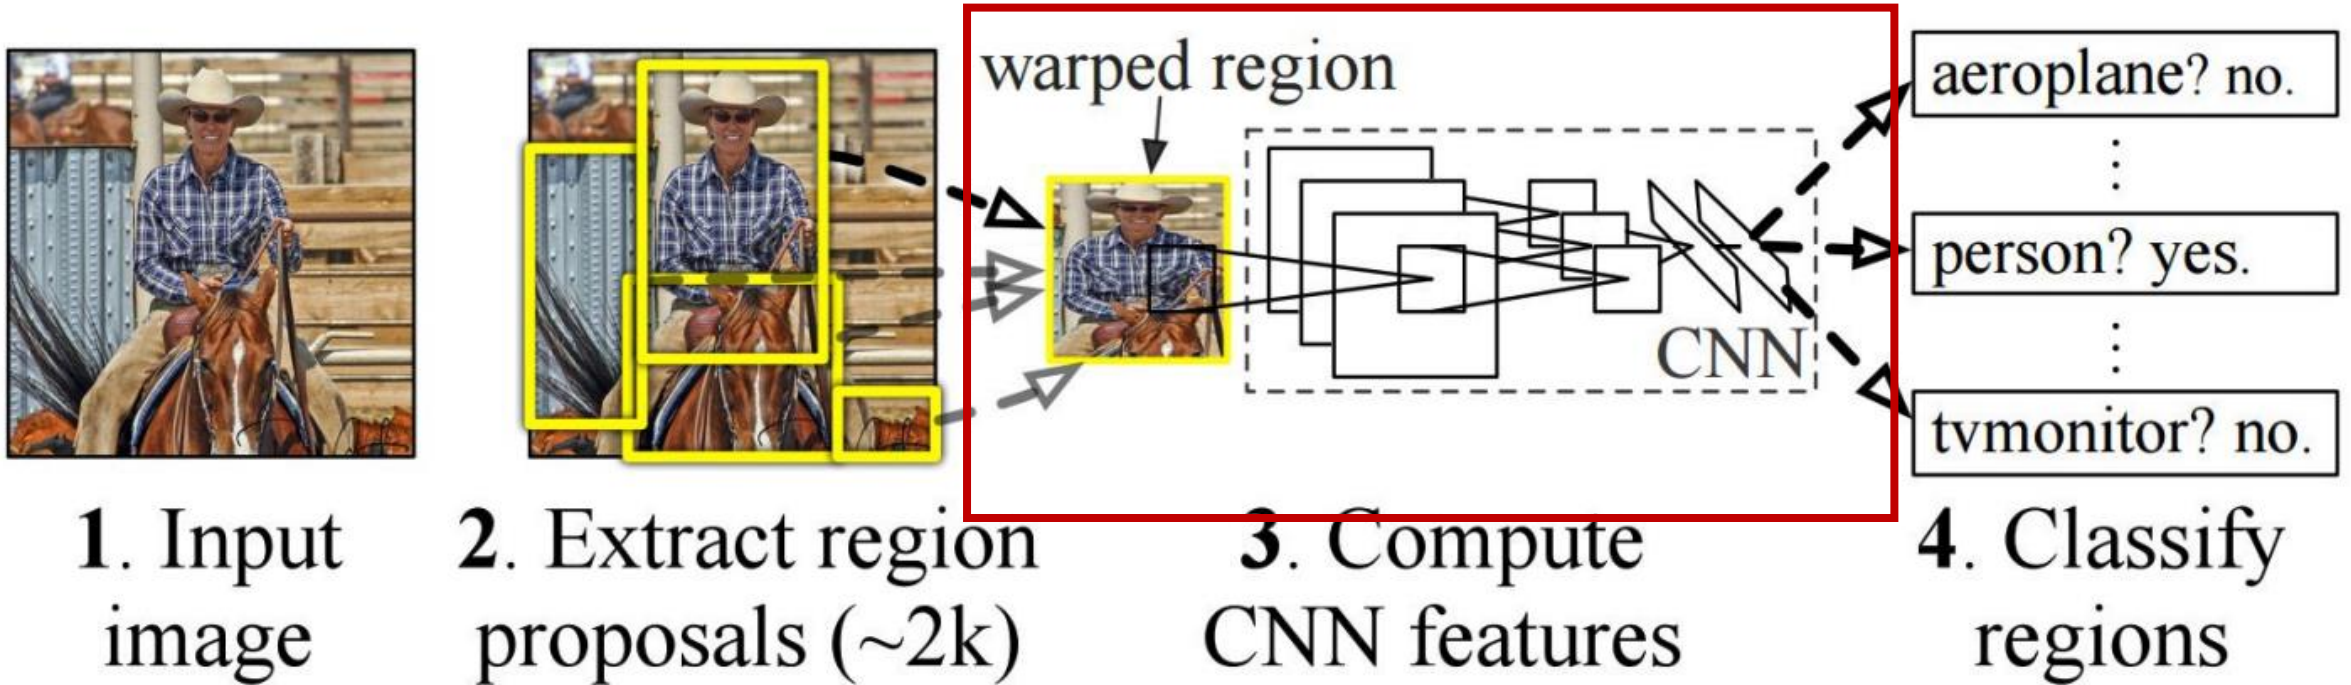 warped region
aeroplane? no.
person? yes.
CNN
tvmonitor? no.
1. Input
image
2. Extract region
proposals (~2k)
3. Compute
CNN features
4. Classify
regions